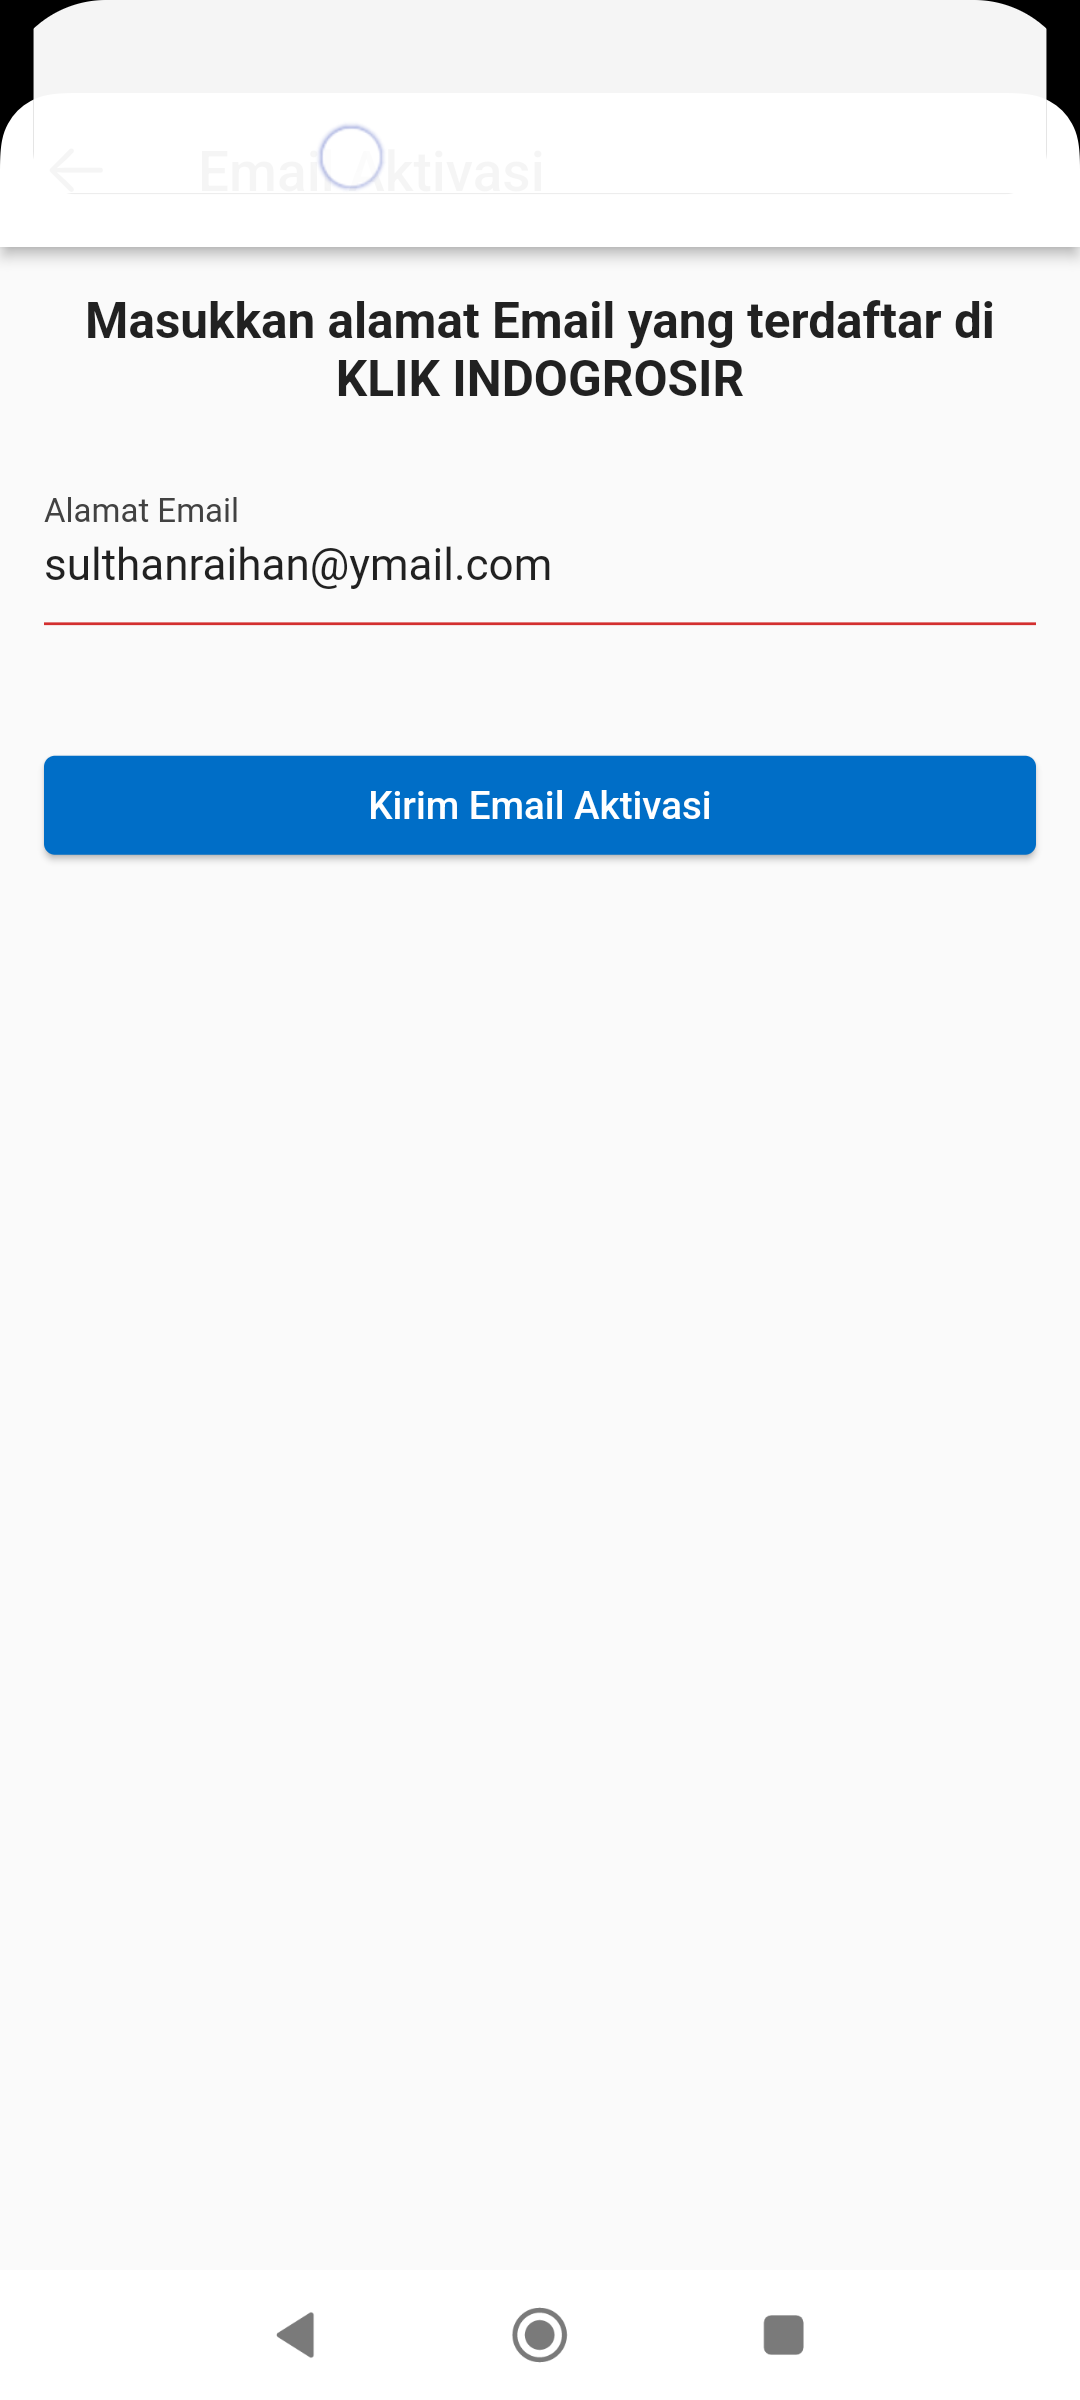 Email Aktivasi
Masukkan alamat Email yang terdaftar di
KLIK INDOGROSIR
Alamat Email
sulthanraihan@ymail.com
Kirim Email Aktivasi